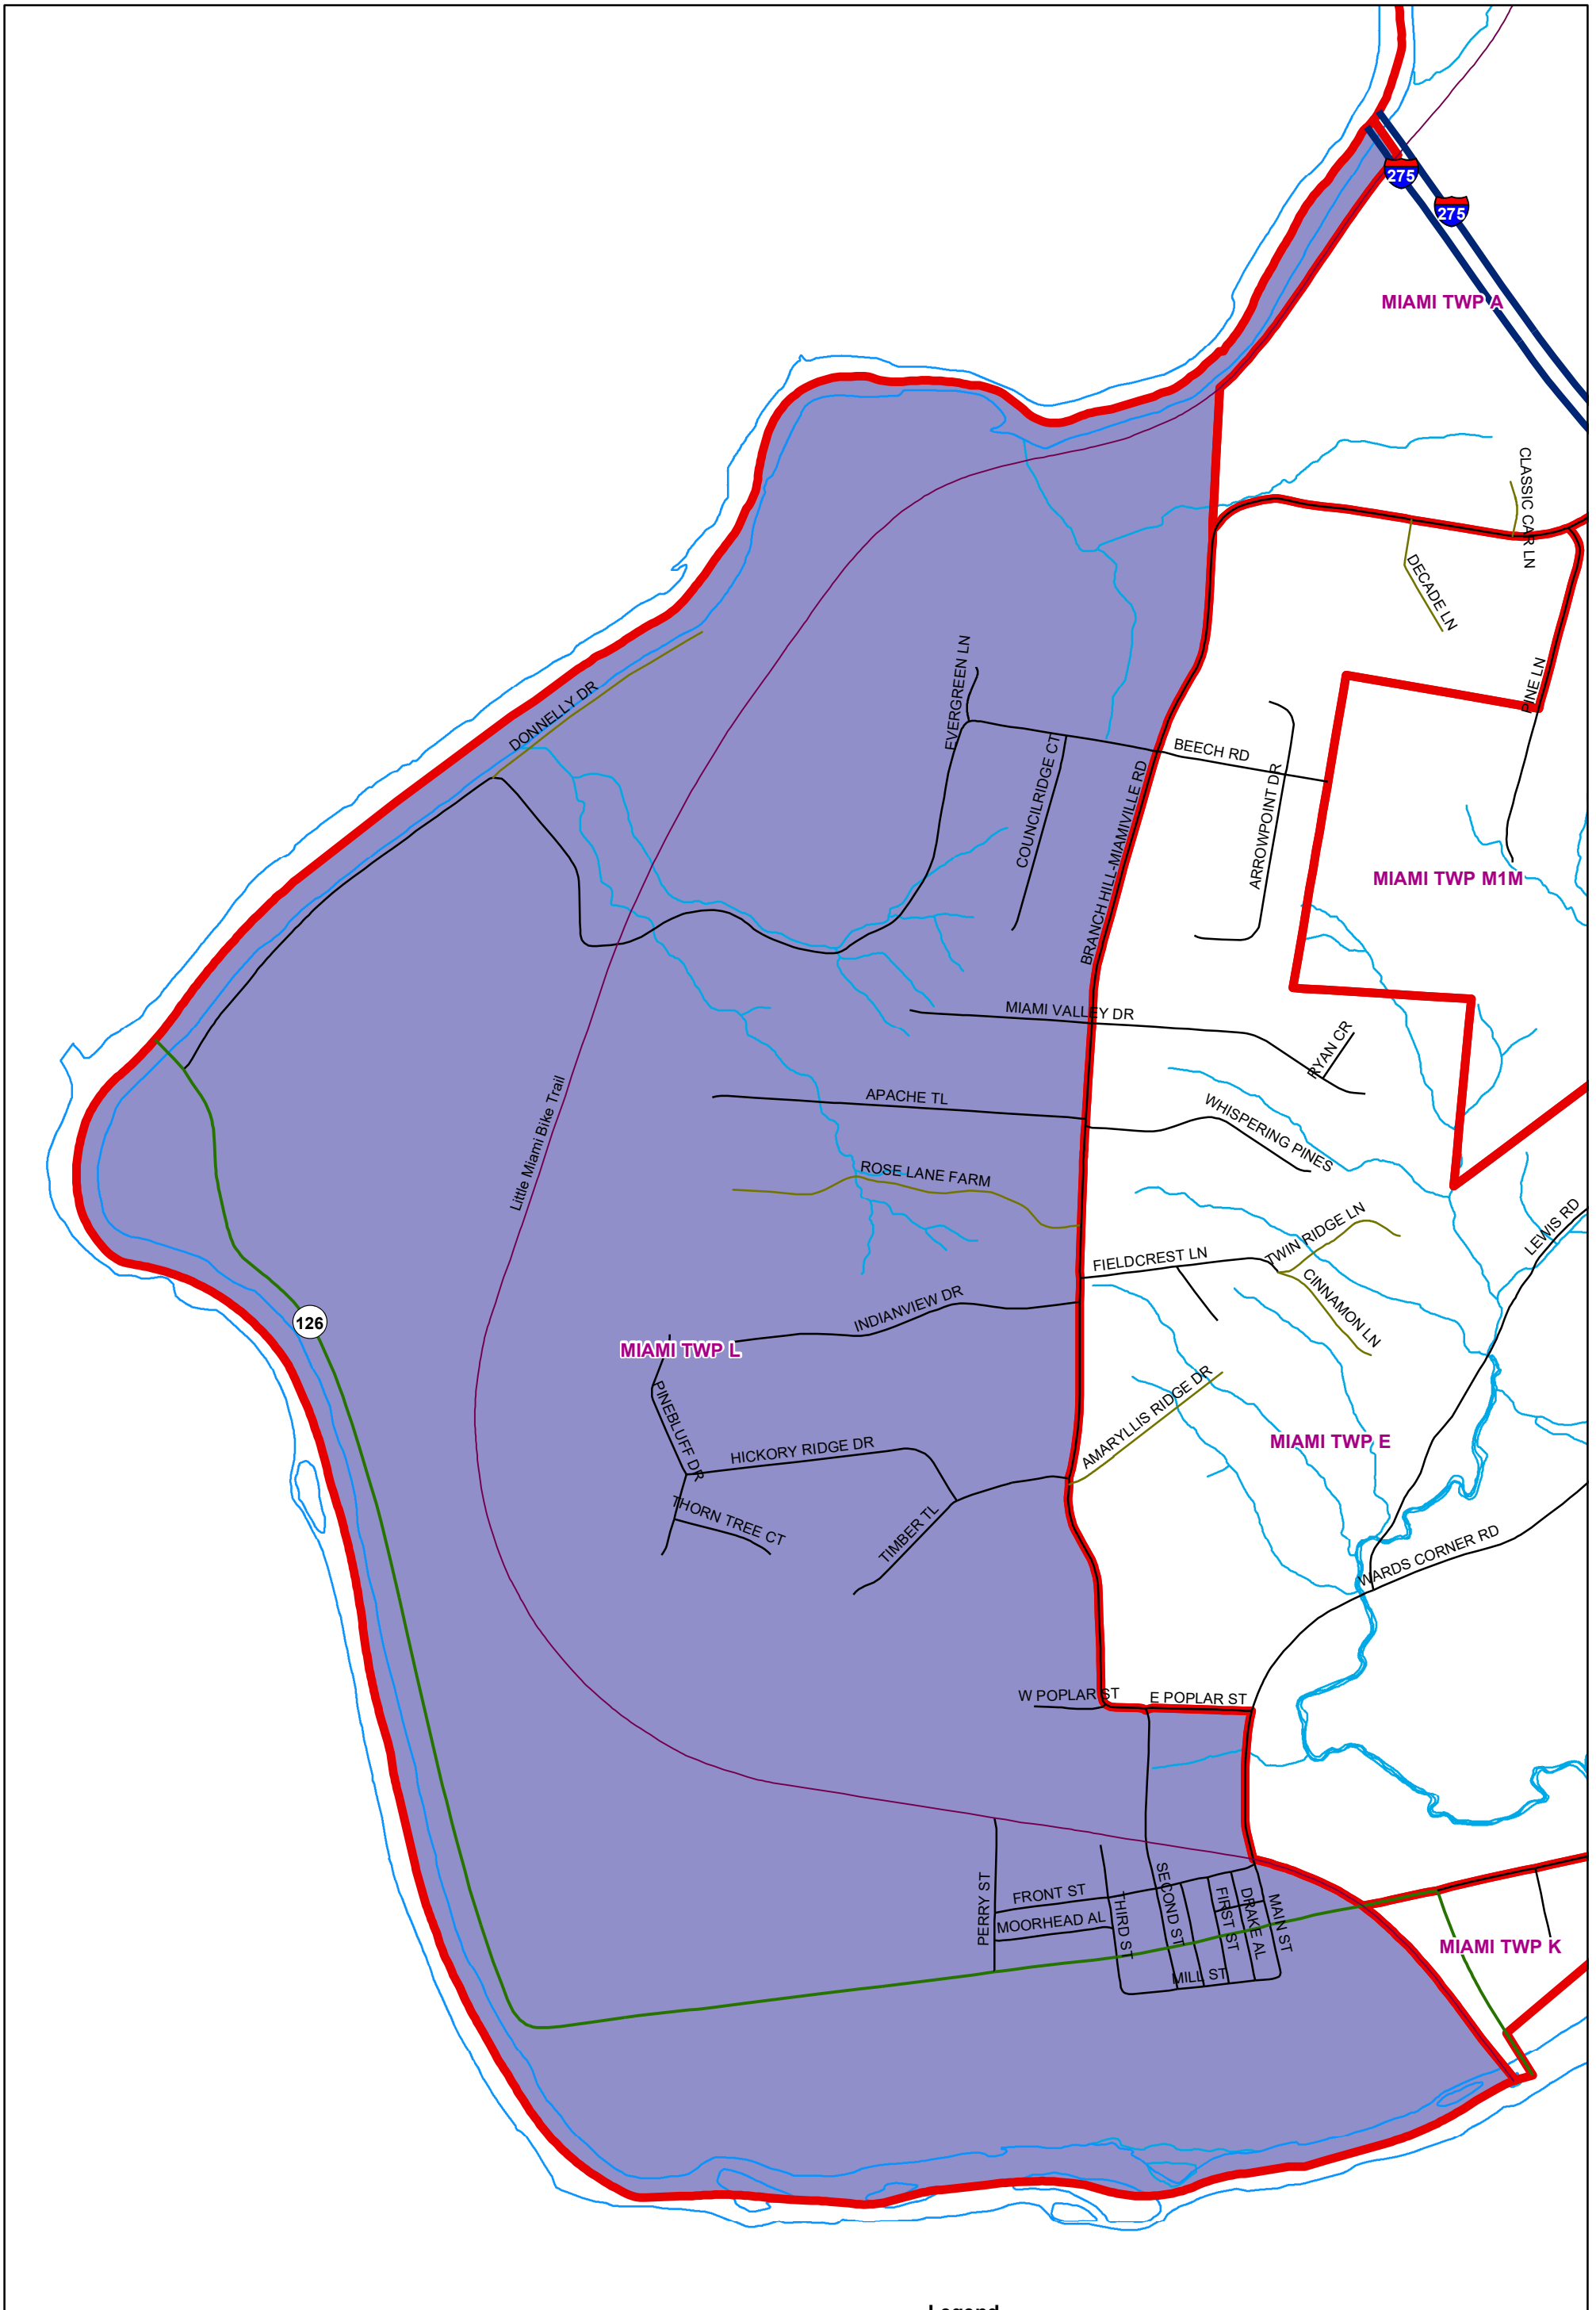 275
275
MIAMI TWP A
CLASSIC CAR LN
DECADE LN
PINE LN
EVERGREEN LN
DONNELLY DR
COUNCILRIDGE CT
BEECH RD
BRANCH HILL-MIAMIVILLE RD
ARROWPOINT DR
MIAMI TWP M1M
MIAMI VALLEY DR
RYAN CR
Little Miami Bike Trail
APACHE TL
WHISPERING PINES
ROSE LANE FARM
LEWIS RD
TWIN RIDGE LN
FIELDCREST LN
CINNAMON LN
INDIANVIEW DR
126
MIAMI TWP L
PINEBLUFF DR
AMARYLLIS RIDGE DR
MIAMI TWP E
HICKORY RIDGE DR
THORN TREE CT
TIMBER TL
WARDS CORNER RD
W POPLAR ST
E POPLAR ST
PERRY ST
FRONT ST
MOORHEAD AL
THIRD ST
SECOND ST
FIRST ST
DRAKE AL
MAIN ST
MILL ST
MIAMI TWP K
Legend